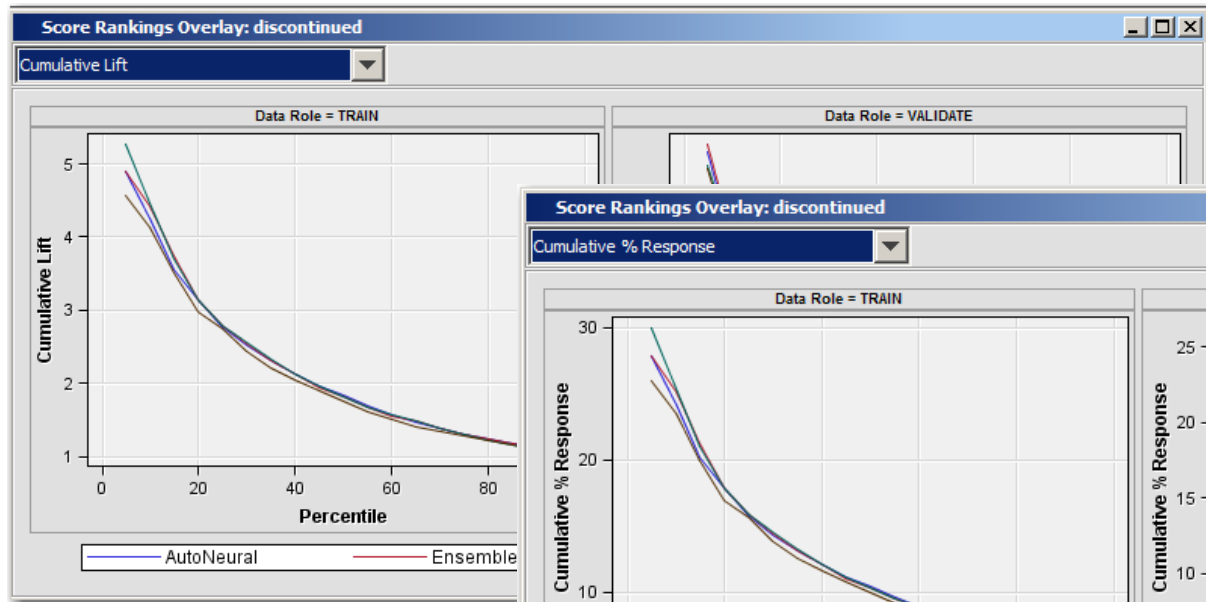 Score Rankings Overlay: discontinued
Cumulative Lift
Data Role = TRAIN
Data Role = VALIDATE
5
4
3
2
1
Cumulative Lift
0 20 40 60 80
Percentile
AutoNeural Ensemble
Score Rankings Overlay: discontinued
Cumulative % Response
Data Role = TRAIN
30
20
10
Cumulative % Response
25
20
15
10
Cumulative % Response